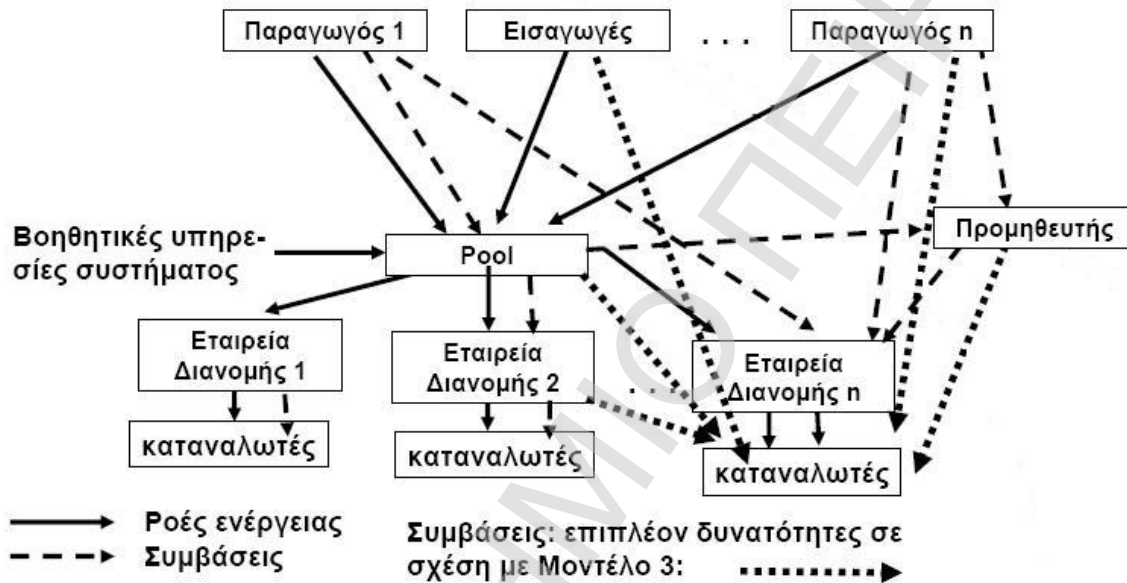 Παραγωγός 1
Εισαγωγές
. . .
Παραγωγός n
Προμηθευτής
Βοηθητικές υπηρε-
σίες συστήματος
Pool
Εταιρεία
Διανομής 1
Εταιρεία
Διανομής 2
. . .
Εταιρεία
Διανομής n
καταναλωτές
καταναλωτές
καταναλωτές
Ροές ενέργειας
Συμβάσεις
Συμβάσεις: επιπλέον δυνατότητες σε
σχέση με Μοντέλο 3: